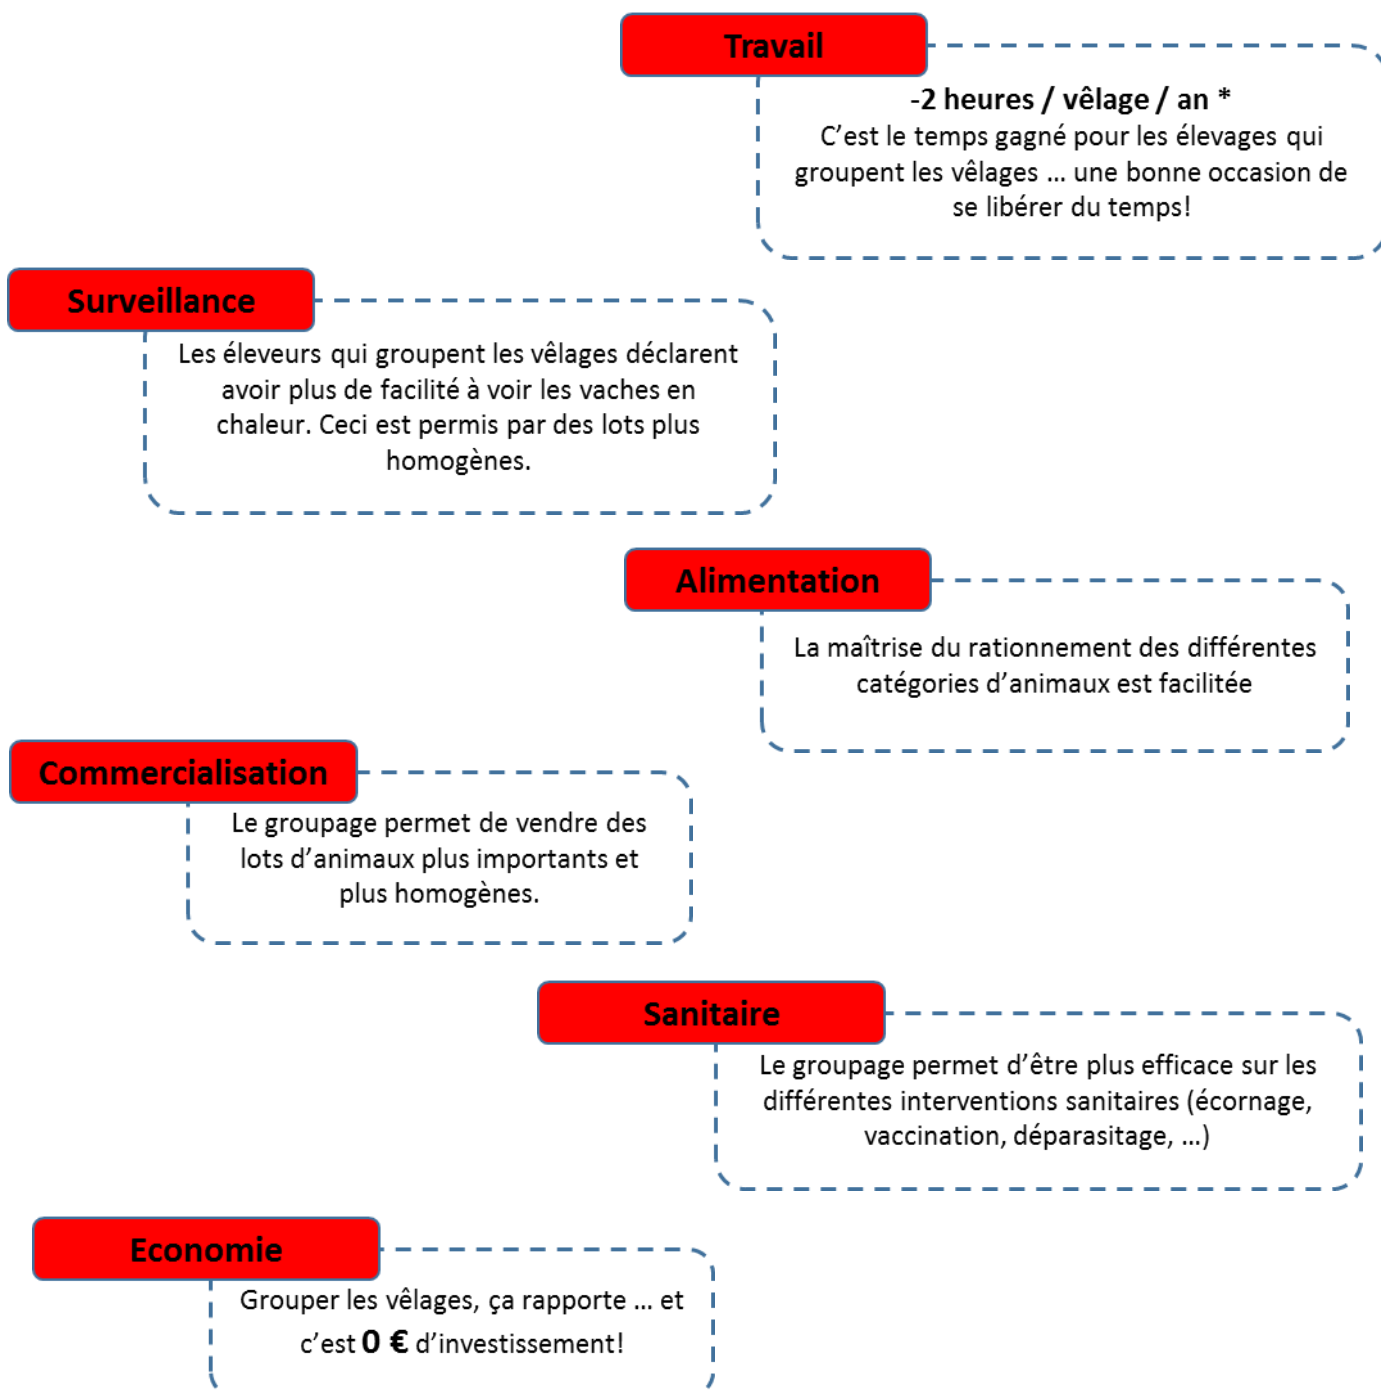 Travail
-2 heures / vêlage / an *
C’est le temps gagné pour les élevages qui
groupent les vêlages ... une bonne occasion de
se libérer du temps!
Surveillance
Les éleveurs qui groupent les vêlages déclarent
avoir plus de facilité à voir les vaches en
chaleur. Ceci est permis par des lots plus
homogènes.
Alimentation
La maîtrise du rationnement des différentes
catégories d’animaux est facilitée
Commercialisation
Le groupage permet de vendre des
lots d’animaux plus importants et
plus homogènes.
Sanitaire
Le groupage permet d’être plus efficace sur les
différentes interventions sanitaires (écornage,
vaccination, déparasitage, ...)
Economie
Grouper les vêlages, ça rapporte ... et
c’est 0 € d’investissement!